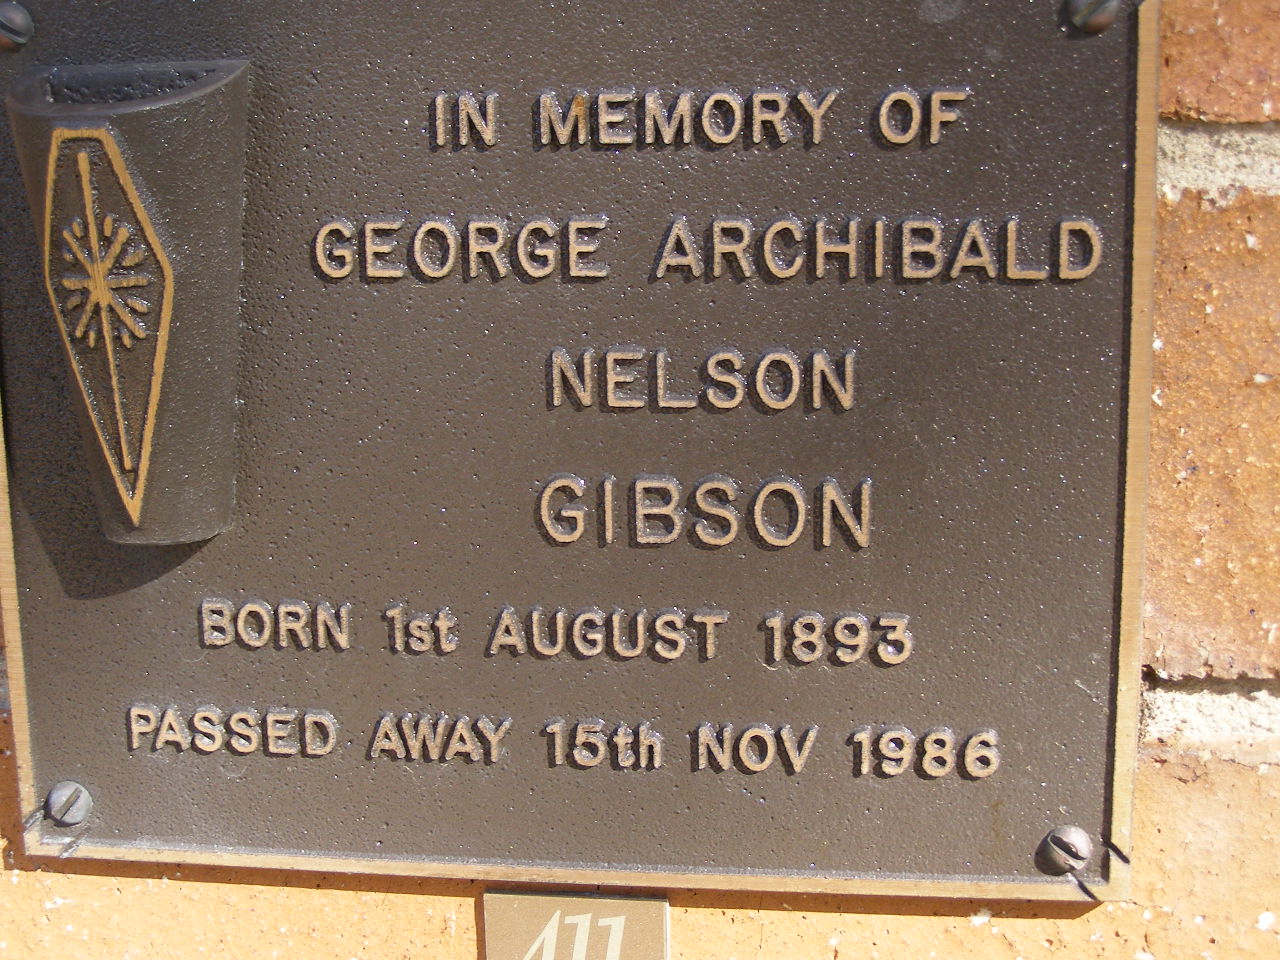 IN MEMORY OF
GEORGE ARCHIBALD
NELSON
GIBSON
BORN 1st AUGUST 1893
PASSED AWAY 15th NOV 1986